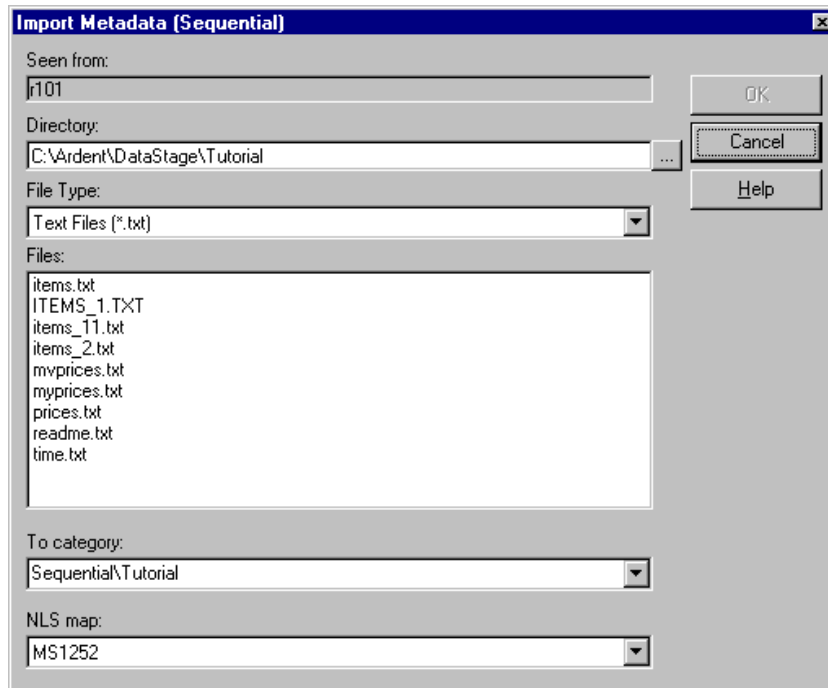 Import Metadata (Sequential)
Seen from:
r101
OK
Directory:
C:\Ardent\DataStage\Tutorial
...
Cancel
File Type:
Help
Text Files (*.txt)
Files:
items.txt
ITEMS_1.TXT
items_11.txt
items_2.txt
mvprices.txt
myprices.txt
prices.txt
readme.txt
time.txt
To category:
Sequential\Tutorial
NLS map:
MS1252